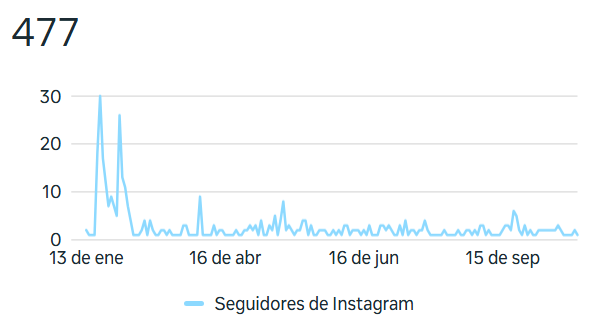 477
30
20
10
0
13 de ene 16 de abr 16 de jun 15 de sep
Seguidores de Instagram